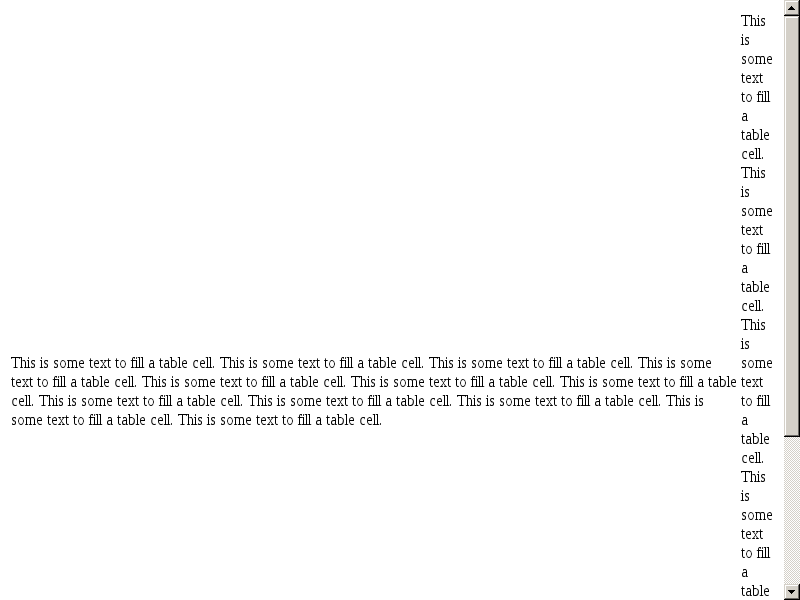 This is some text to fill a table cell. This is some text to fill a table cell. This is some text to fill a table cell. This is some
text to fill a table cell. This is some text to fill a table cell. This is some text to fill a table cell. This is some text to fill a table
cell. This is some text to fill a table cell. This is some text to fill a table cell. This is some text to fill a table cell. This is
some text to fill a table cell. This is some text to fill a table cell.
This
is
some
text
to fill
a
table
cell.
This
is
some
text
to fill
a
table
cell.
This
is
some
text
to fill
a
table
cell.
This
is
some
text
to fill
a
table